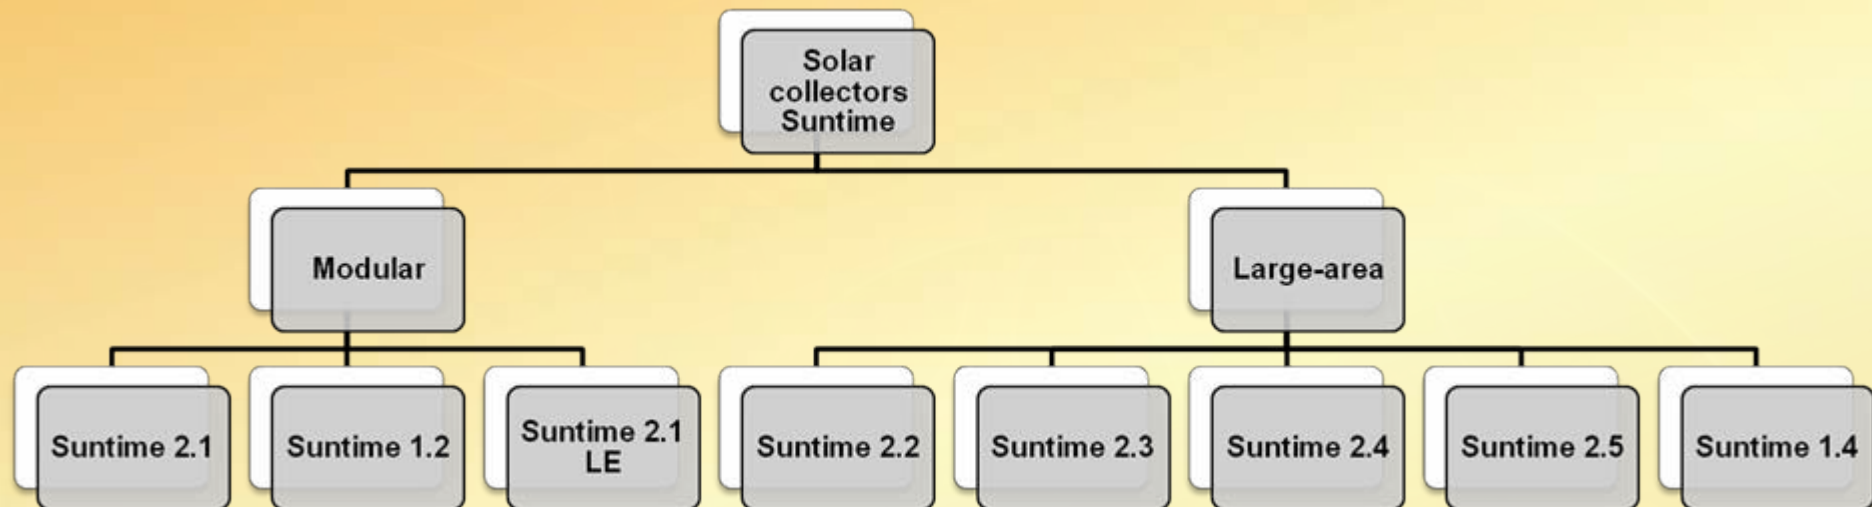 Solar
collectors
Suntime
Modular
Large-area
Suntime 2.1
Suntime 1.2
Suntime 2.1
LE
Suntime 2.2
Suntime 2.3
Suntime 2.4
Suntime 2.5
Suntime 1.4